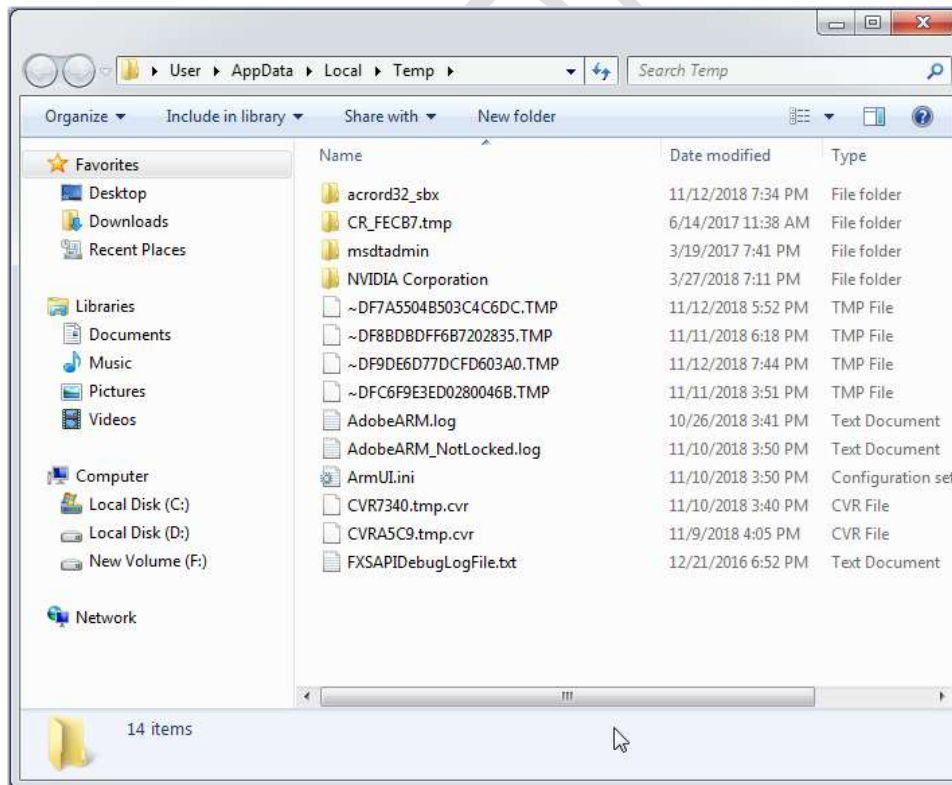 User ▸ AppData ▸ Local ▸ Temp ▸ Search Temp
Organize Include in library Share with New folder
Favorites
Desktop
Downloads
Recent Places
Libraries
Documents
Music
Pictures
Videos
Computer
Local Disk (C:)
Local Disk (D:)
New Volume (F:)
Network
Name Date modified Type
acrord32_sbx 11/12/2018 7:34 PM File folder
CR_FECB7.tmp 6/14/2017 11:38 AM File folder
msdtadmin 3/19/2017 7:41 PM File folder
NVIDIA Corporation 3/27/2018 7:11 PM File folder
~DF7A5504B503C4C6DC.TMP 11/12/2018 5:52 PM TMP File
~DF8BDBDFF6B7202835.TMP 11/11/2018 6:18 PM TMP File
~DF9DE6D77DCFD603A0.TMP 11/12/2018 7:44 PM TMP File
~DFC6F9E3ED0280046B.TMP 11/11/2018 3:51 PM TMP File
AdobeARM.log 10/26/2018 3:41 PM Text Document
AdobeARM_NotLocked.log 11/10/2018 3:50 PM Text Document
ArmUI.ini 11/10/2018 3:50 PM Configuration set
CVR7340.tmp.cvr 11/10/2018 3:40 PM CVR File
CVRA5C9.tmp.cvr 11/9/2018 4:05 PM CVR File
FXSAPIDebugLogFile.txt 12/21/2016 6:52 PM Text Document
14 items